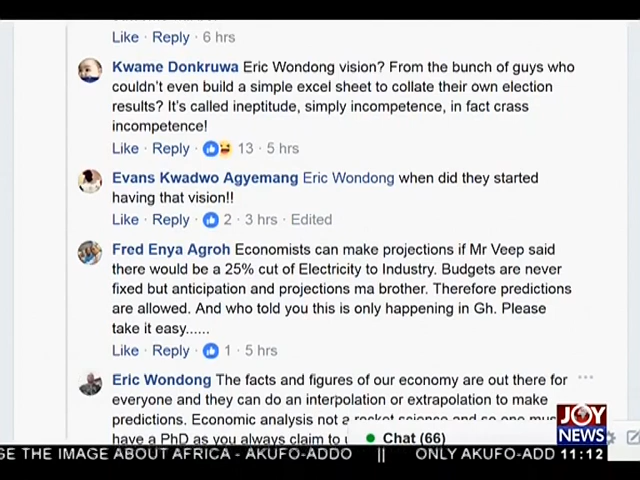 Like · Reply · 6 hrs
Kwame Donkruwa Eric Wondong vision? From the bunch of guys who
couldn't even build a simple excel sheet to collate their own election
results? It's called ineptitude, simply incompetence, in fact crass
incompetence!
Like · Reply · 13 · 5 hrs
Evans Kwadwo Agyemang Eric Wondong when did they started
having that vision!!
Like · Reply · 2 · 3 hrs · Edited
Fred Enya Agroh Economists can make projections if Mr Veep said
there would be a 25% cut of Electricity to Industry. Budgets are never
fixed but anticipation and projections ma brother. Therefore predictions
are allowed. And who told you this is only happening in Gh. Please
take it easy......
Like · Reply · 1 · 5 hrs
Eric Wondong The facts and figures of our economy are out there for
everyone and they can do an interpolation or extrapolation to make
predictions. Economic analysis not a rocket science and so one mus
have a PhD as you always claim to
Chat (66)
JOY
NEWS
GE THE IMAGE ABOUT AFRICA - AKUFO-ADDO || ONLY AKUFO-ADD 11:12